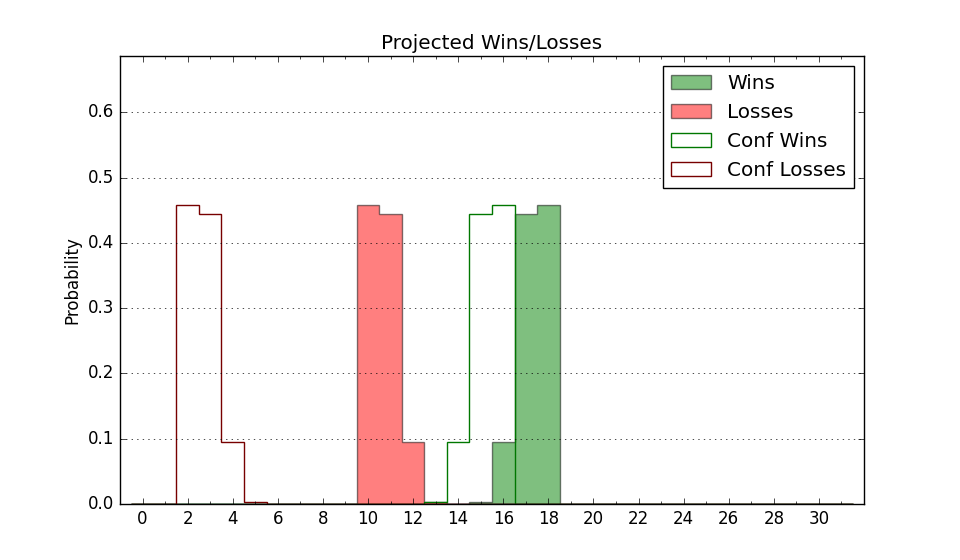 Projected Wins/Losses
Wins
Losses
Conf Wins
Conf Losses
Probability
0.6
0.5
0.4
0.3
0.2
0.1
0.0
0 2 4 6 8 10 12 14 16 18 20 22 24 26 28 30